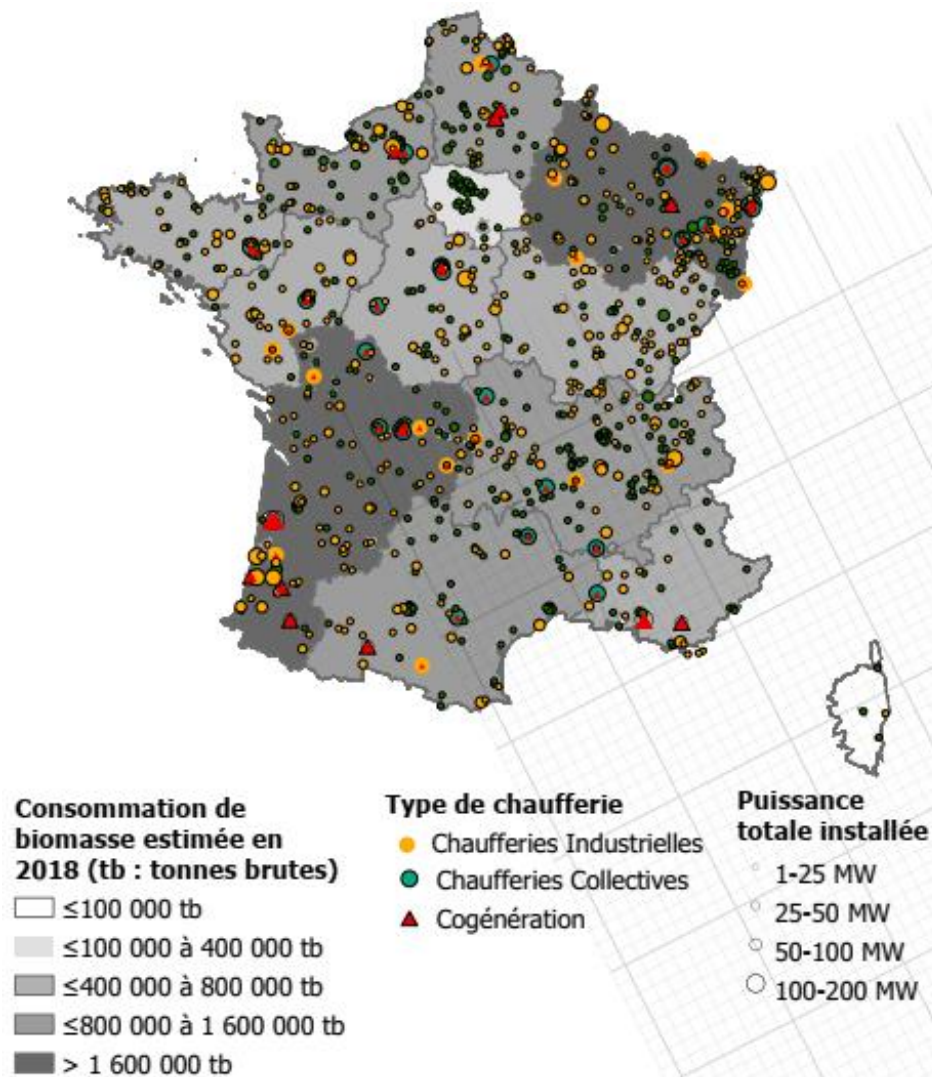 Consommation de
biomasse estimée en
2018 (tb : tonnes brutes)
≤100 000 tb
≤100 000 à 400 000 tb
≤400 000 à 800 000 tb
≤800 000 à 1 600 000 tb
> 1 600 000 tb
Type de chaufferie
Chaufferies Industrielles
Chaufferies Collectives
Cogénération
Puissance
totale installée
1-25 MW
25-50 MW
50-100 MW
100-200 MW